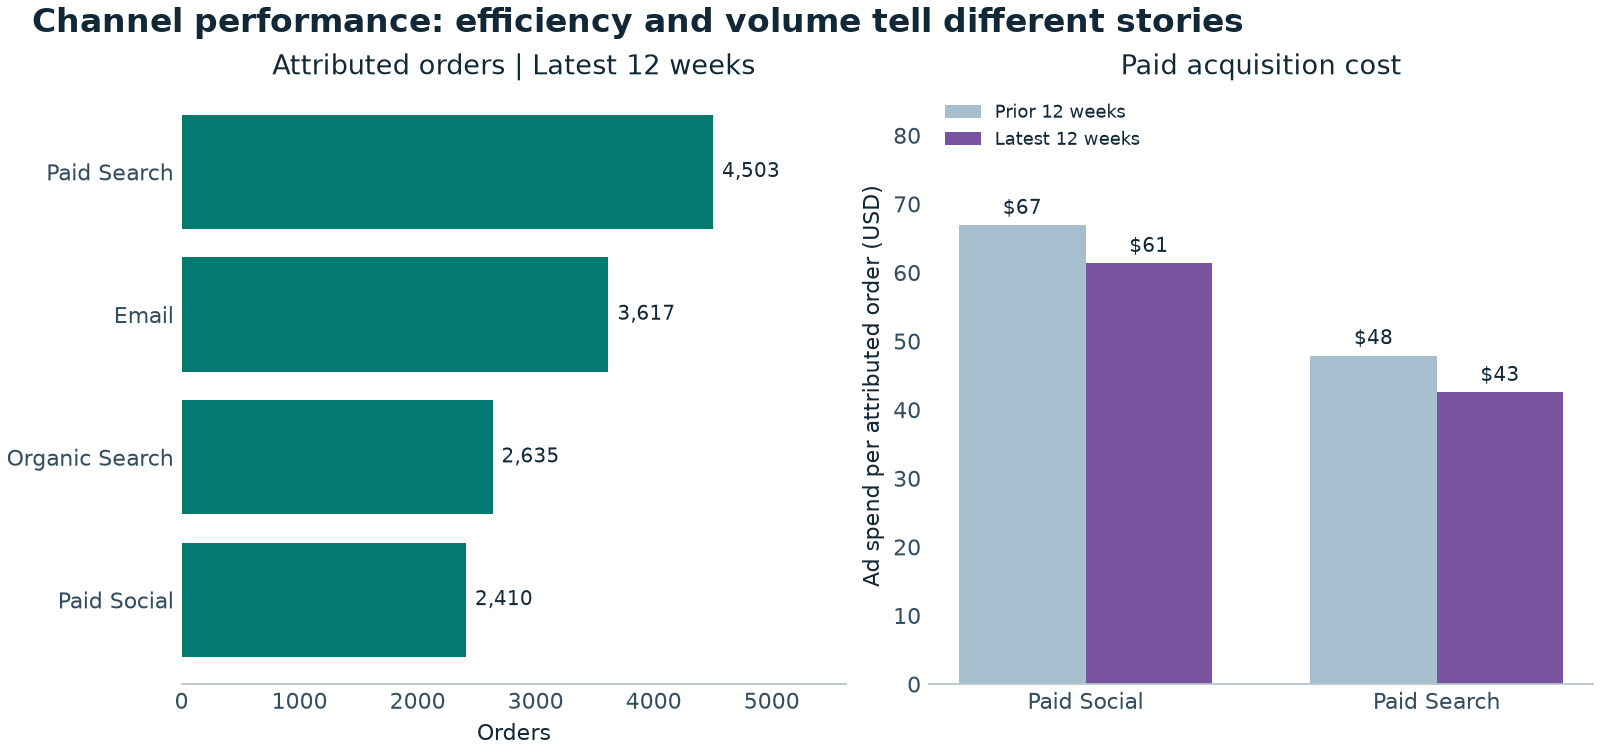 Channel performance: efficiency and volume tell different stories
Attributed orders | Latest 12 weeks
Paid Search
4,503
Email
3,617
Organic Search
2,635
Paid Social
2,410
0 1000 2000 3000 4000 5000
Orders
Paid acquisition cost
Prior 12 weeks
Latest 12 weeks
Ad spend per attributed order (USD)
80
70
60
50
40
30
20
10
0
$67
$61
$48
$43
Paid Social Paid Search